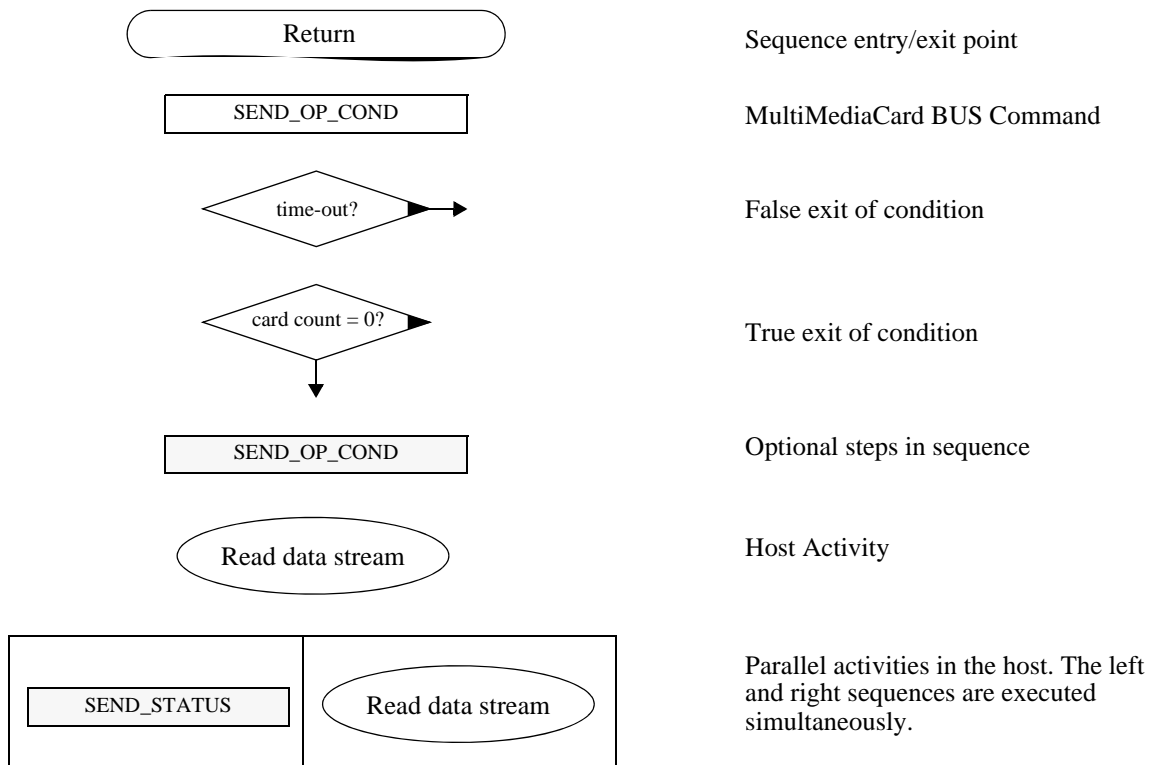 Return
Sequence entry/exit point
SEND_OP_COND
MultiMediaCard BUS Command
time-out?
False exit of condition
card count = 0?
True exit of condition
SEND_OP_COND
Optional steps in sequence
Read data stream
Host Activity
SEND_STATUS
Read data stream
Parallel activities in the host. The left
and right sequences are executed
simultaneously.